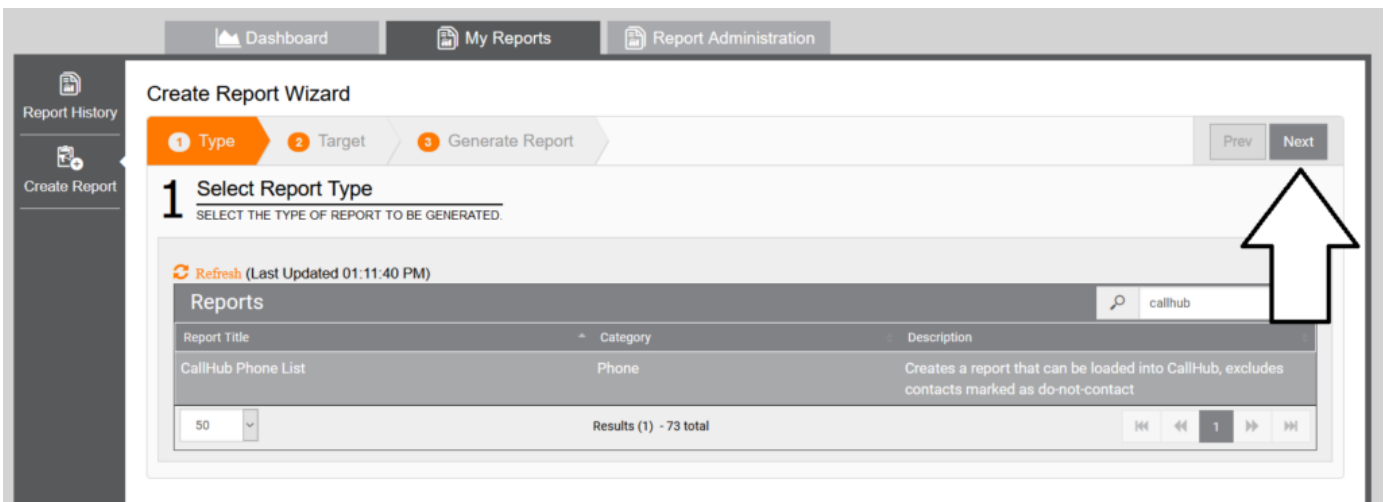 Dashboard
My Reports
Report Administration
Report History
Create Report
Create Report Wizard
1 Type
2 Target
3 Generate Report
Prev
Next
1
Select Report Type
SELECT THE TYPE OF REPORT TO BE GENERATED.
Refresh (Last Updated 01:11:40 PM)
Reports
callhub
Report Title
Category
Description
CallHub Phone List
Phone
Creates a report that can be loaded into CallHub, excludes
contacts marked as do-not-contact
50
Results (1) - 73 total
1